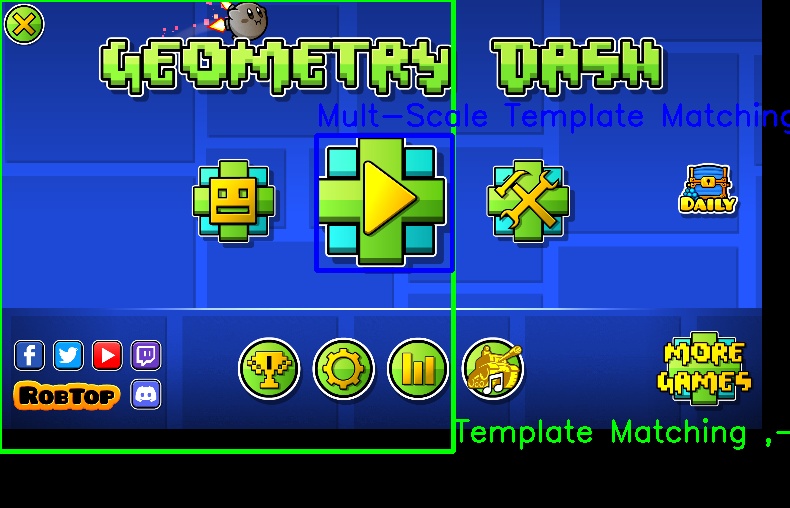 GEOMETRY DASH
Mult-Scale Template Matching
DAILY
MORE
GAMES
ROBTOP
Template Matching ,-